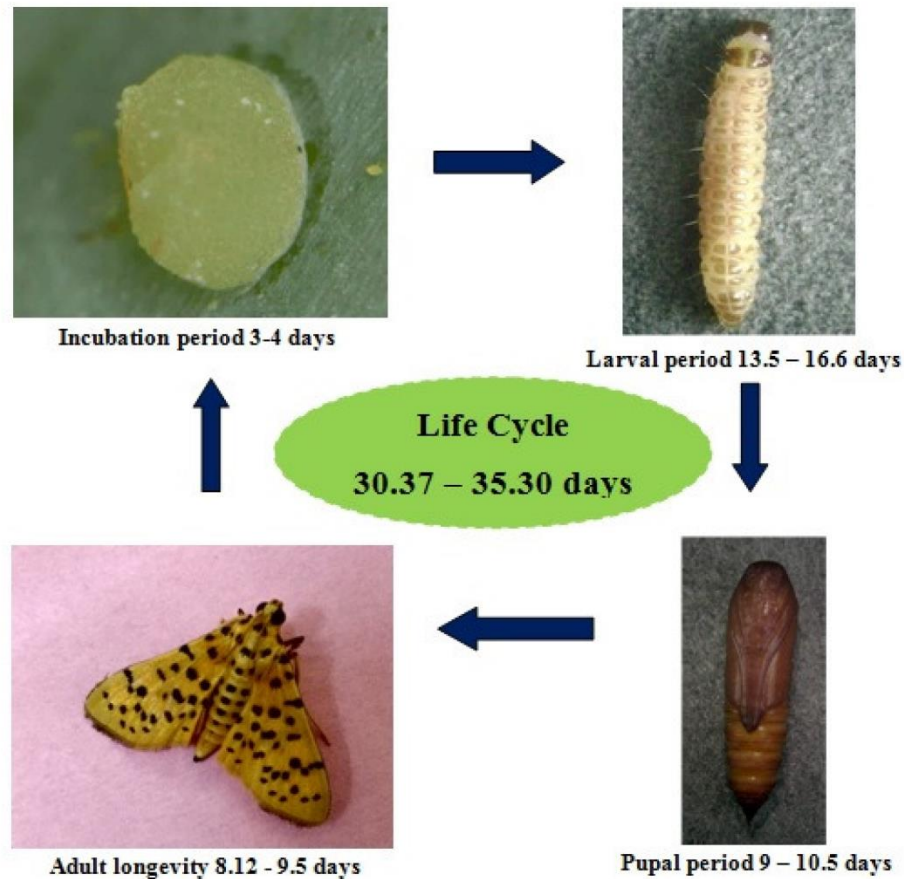 Incubation period 3-4 days
Larval period 13.5 – 16.6 days
Life Cycle
30.37 – 35.30 days
Adult longevity 8.12 - 9.5 days
Pupal period 9 – 10.5 days